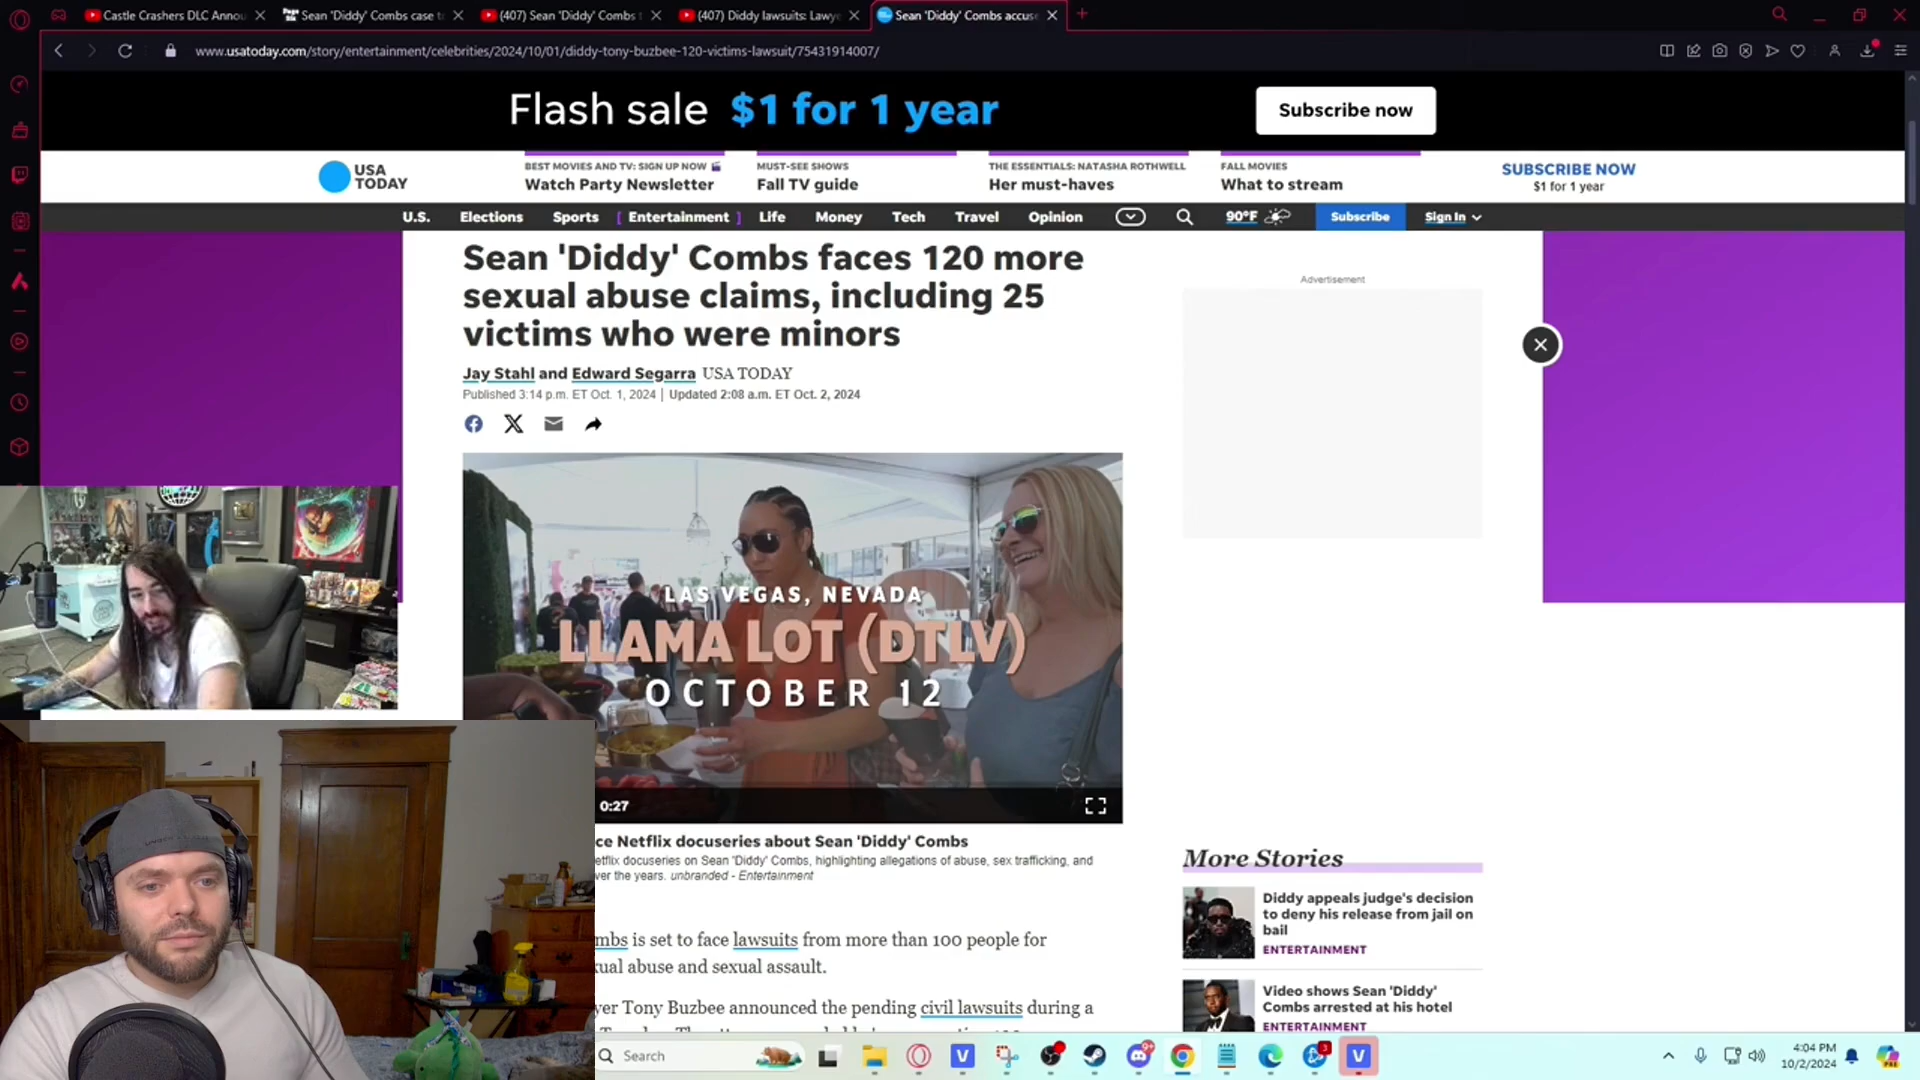 Castle Crashers DLC Annou
Sean 'Diddy' Combs case t
(407) Sean 'Diddy' Combs
(407) Diddy lawsuits: Lawye
Sean 'Diddy' Combs accuse
www.usatoday.com/story/entertainment/celebrities/2024/10/01/diddy-tony-buzbee-120-victims-lawsuit/75431914007/
Flash sale $1 for 1 year
Subscribe now
USA TODAY
BEST MOVIES AND TV: SIGN UP NOW
Watch Party Newsletter
MUST-SEE SHOWS
Fall TV guide
THE ESSENTIALS: NATASHA ROTHWELL
Her must-haves
FALL MOVIES
What to stream
SUBSCRIBE NOW
$1 for 1 year
U.S. Elections Sports [ Entertainment ] Life Money Tech Travel Opinion 90°F Subscribe Sign In
Sean 'Diddy' Combs faces 120 more
sexual abuse claims, including 25
victims who were minors
Jay Stahl and Edward Segarra USA TODAY
Published 3:14 p.m. ET Oct. 1, 2024 | Updated 2:08 a.m. ET Oct. 2, 2024
Advertisement
LAS VEGAS, NEVADA
LLAMA LOT (DTLV)
OCTOBER 12
0:27
ce Netflix docuseries about Sean 'Diddy' Combs
etflix docuseries on Sean 'Diddy' Combs, highlighting allegations of abuse, sex trafficking, and
ver the years. unbranded - Entertainment
mbs is set to face lawsuits from more than 100 people for
xual abuse and sexual assault.
yer Tony Buzbee announced the pending civil lawsuits during a
More Stories
Diddy appeals judge's decision
to deny his release from jail on
bail
ENTERTAINMENT
Video shows Sean 'Diddy'
Combs arrested at his hotel
ENTERTAINMENT
Search
4:04 PM
10/2/2024